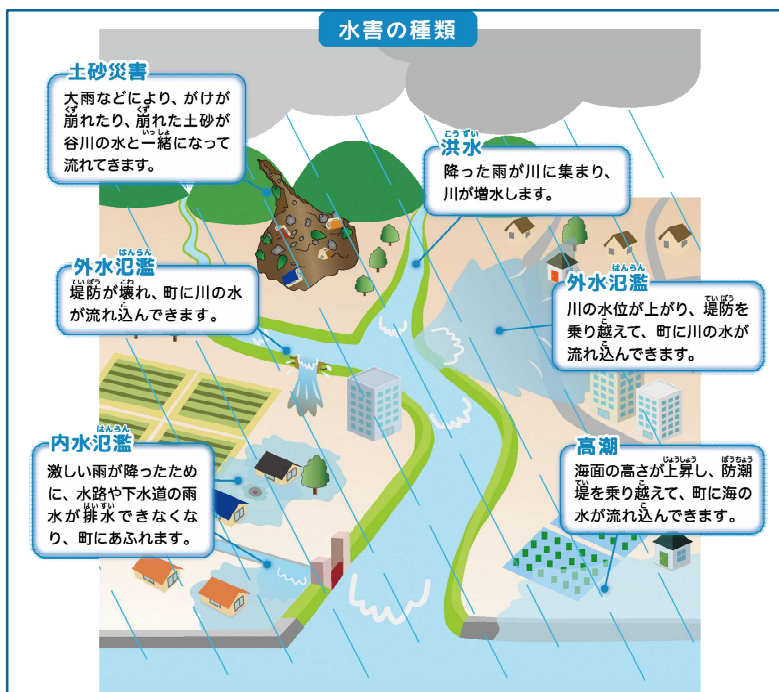 水害の種類
土砂災害
大雨などにより、がけが
崩れたり、崩れた土砂が
谷川の水と一緒になって
流れてきます。
洪水
降った雨が川に集まり、
川が増水します。
外水氾濫
堤防が壊れ、町に川の水
が流れ込んできます。
外水氾濫
川の水位が上がり、堤防を
乗り越えて、町に川の水が
流れ込んできます。
内水氾濫
激しい雨が降ったために
、水路や下水道の雨
水が排水できなくな
り、町にあふれます。
高潮
海面の高さが上昇し、防潮
堤を乗り越えて、町に海の
水が流れ込んできます。